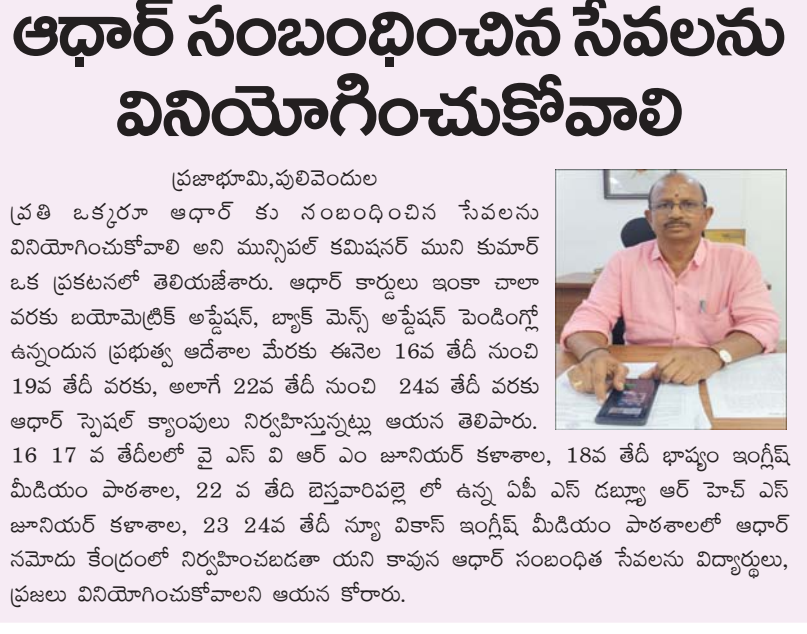 ఆధార్ సంబంధించిన సేవలను
వినియోగించుకోవాలి
ప్రజాభూమి,పులివెందుల
ప్రతి ఒక్కరూ ఆధార్ కు సంబంధించిన సేవలను
వినియోగించుకోవాలి అని మున్సిపల్ కమిషనర్ ముని కుమార్
ఒక ప్రకటనలో తెలియజేశారు. ఆధార్ కార్డులు ఇంకా చాలా
వరకు బయోమెట్రిక్ అప్డేషన్, బ్యాక్ మెన్స్ అప్డేషన్ పెండింగ్లో
ఉన్నందున ప్రభుత్వ ఆదేశాల మేరకు ఈనెల 16వ తేదీ నుంచి
19వ తేదీ వరకు, అలాగే 22వ తేదీ నుంచి 24వ తేదీ వరకు
ఆధార్ స్పెషల్ క్యాంపులు నిర్వహిస్తున్నట్లు ఆయన తెలిపారు.
16 17 వ తేదీలలో వై ఎస్ వి ఆర్ ఎం జూనియర్ కళాశాల, 18వ తేదీ భాష్యం ఇంగ్లీష్
మీడియం పాఠశాల, 22 వ తేది బెస్తవారిపల్లె లో ఉన్న ఏపీ ఎస్ డబ్ల్యూ ఆర్ హెచ్ ఎస్
జూనియర్ కళాశాల, 23 24వ తేదీ న్యూ వికాస్ ఇంగ్లీష్ మీడియం పాఠశాలలో ఆధార్
నమోదు కేంద్రంలో నిర్వహించబడతా యని కావున ఆధార్ సంబంధిత సేవలను విద్యార్థులు,
ప్రజలు వినియోగించుకోవాలని ఆయన కోరారు.